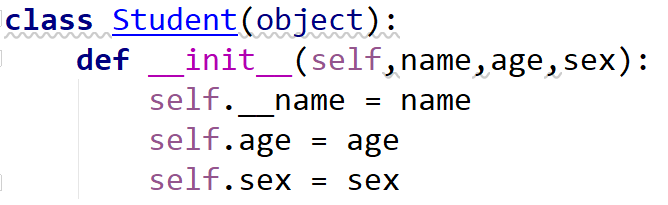 class Student(object):
    def __init__(self,name,age,sex):
        self.__name = name
        self.age = age
        self.sex = sex